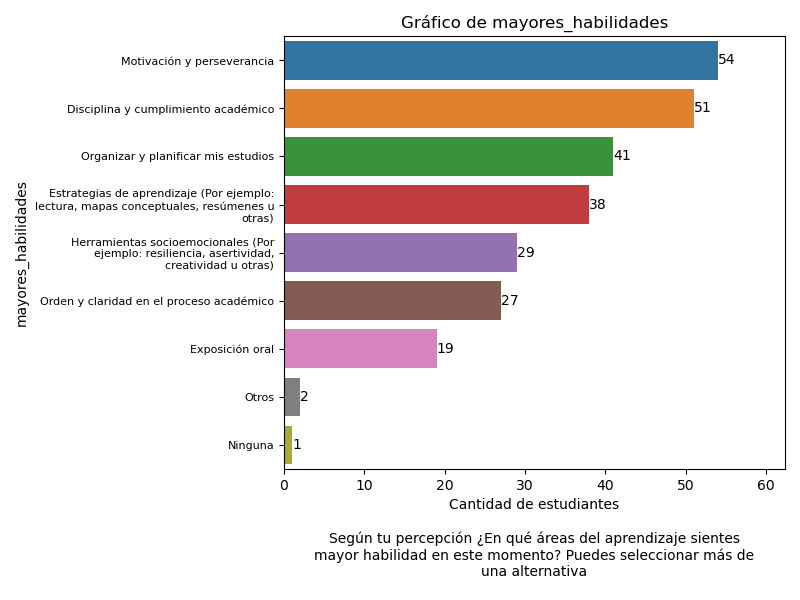 Gráfico de mayores_habilidades
mayores_habilidades
Motivación y perseverancia
54
Disciplina y cumplimiento académico
51
Organizar y planificar mis estudios
41
Estrategias de aprendizaje (Por ejemplo:
lectura, mapas conceptuales, resúmenes u
otras)
38
Herramientas socioemocionales (Por
ejemplo: resiliencia, asertividad,
creatividad u otras)
29
Orden y claridad en el proceso académico
27
Exposición oral
19
Otros
2
Ninguna
1
0 10 20 30 40 50 60
Cantidad de estudiantes
Según tu percepción ¿En qué áreas del aprendizaje sientes
mayor habilidad en este momento? Puedes seleccionar más de
una alternativa